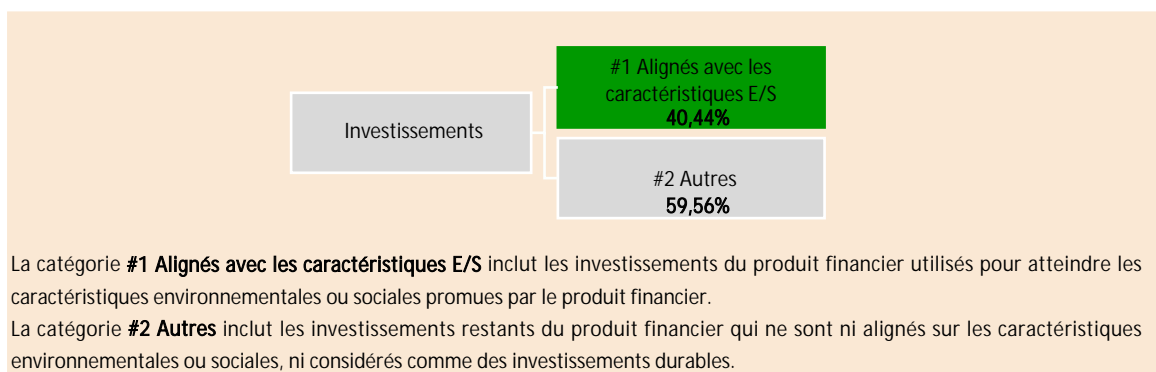 #1 Alignés avec les
caractéristiques E/S
40,44%
Investissements
#2 Autres
59,56%
La catégorie #1 Alignés avec les caractéristiques E/S inclut les investissements du produit financier utilisés pour atteindre les
caractéristiques environnementales ou sociales promues par le produit financier.
La catégorie #2 Autres inclut les investissements restants du produit financier qui ne sont ni alignés sur les caractéristiques
environnementales ou sociales, ni considérés comme des investissements durables.